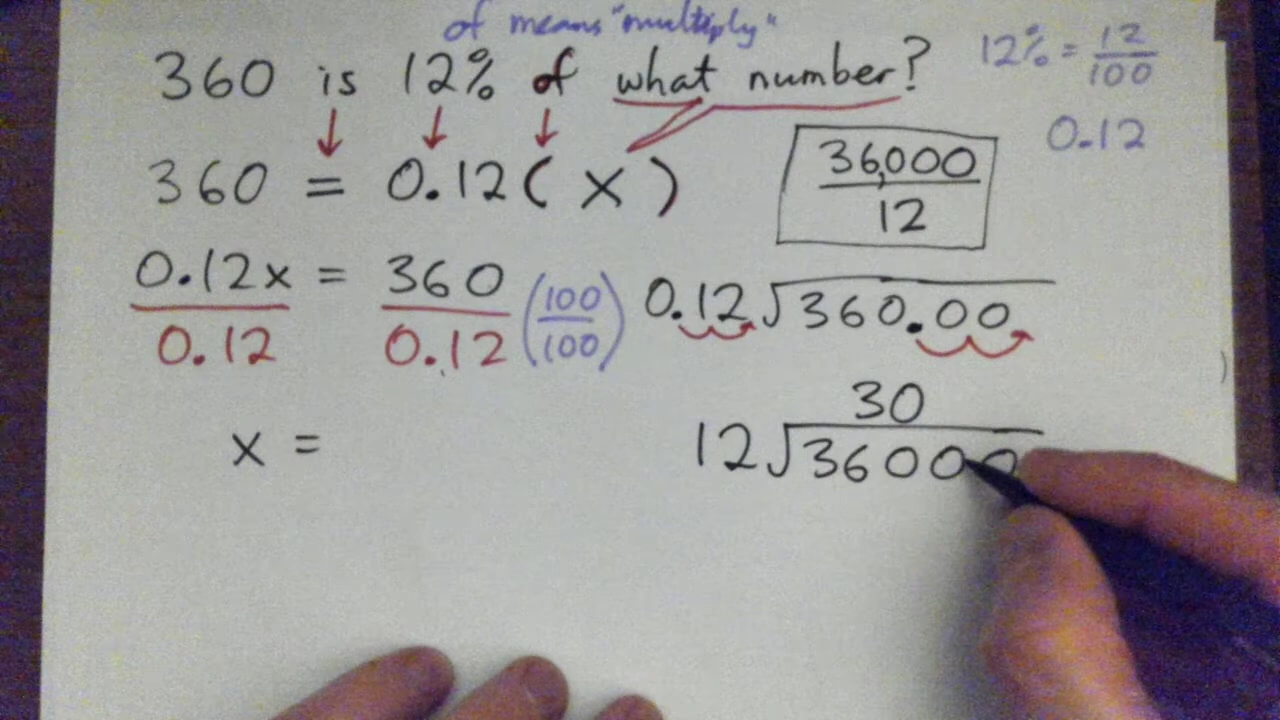 of means "multiply"
360 is 12% of what number?
12% = 12/100
0.12
360 = 0.12 ( x )
36,000
12
0.12x = 360 (100/100)
0.12 0.12
0.12 360.00
30
x =
12 36000